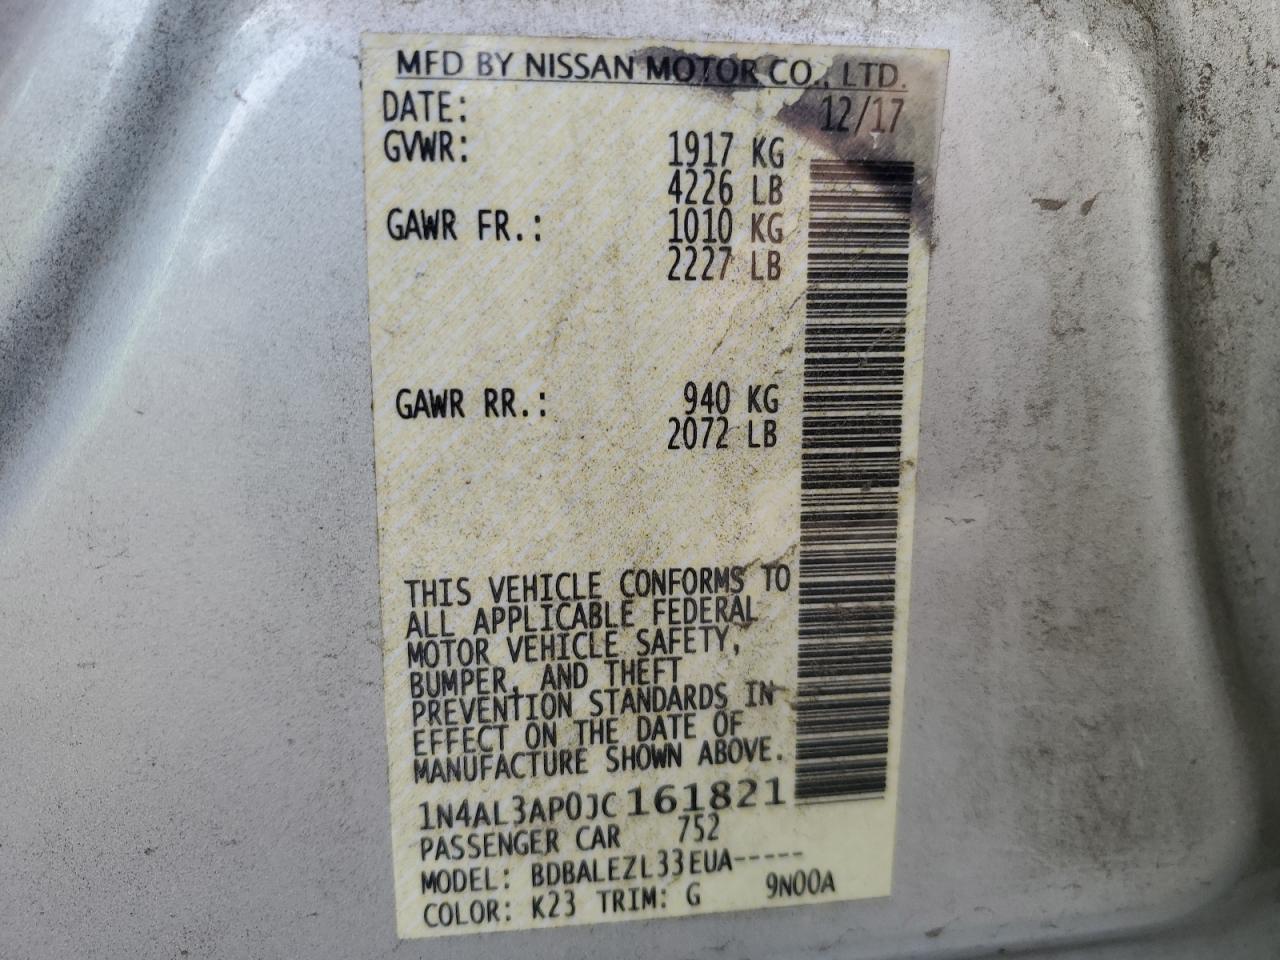 MFD BY NISSAN MOTOR CO., LTD.
DATE: 12/17
GVWR: 1917 KG
4226 LB
GAWR FR.: 1010 KG
2227 LB
GAWR RR.: 940 KG
2072 LB
THIS VEHICLE CONFORMS TO
ALL APPLICABLE FEDERAL
MOTOR VEHICLE SAFETY,
BUMPER, AND THEFT
PREVENTION STANDARDS IN
EFFECT ON THE DATE OF
MANUFACTURE SHOWN ABOVE.
1N4AL3AP0JC161821
PASSENGER CAR 752
MODEL: BDBALEZL33EUA-----
COLOR: K23 TRIM: G 9N00A